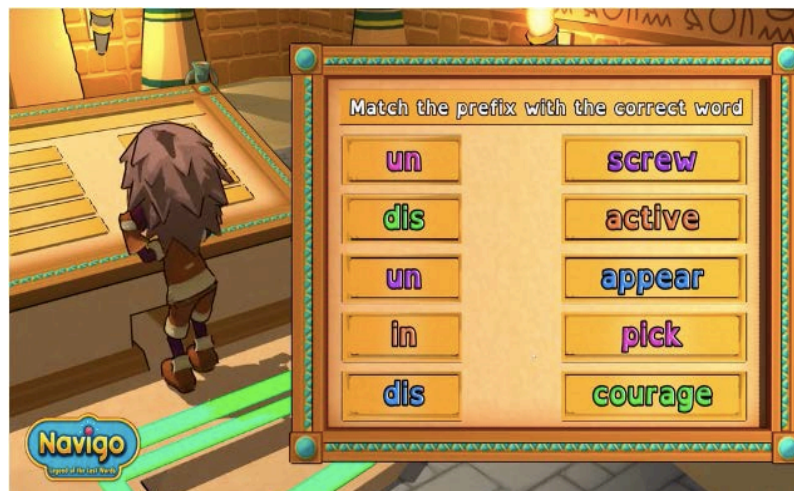 Match the prefix with the correct word
un screw
dis active
un appear
in pick
dis courage
Navigo
Legend of the Lost Words